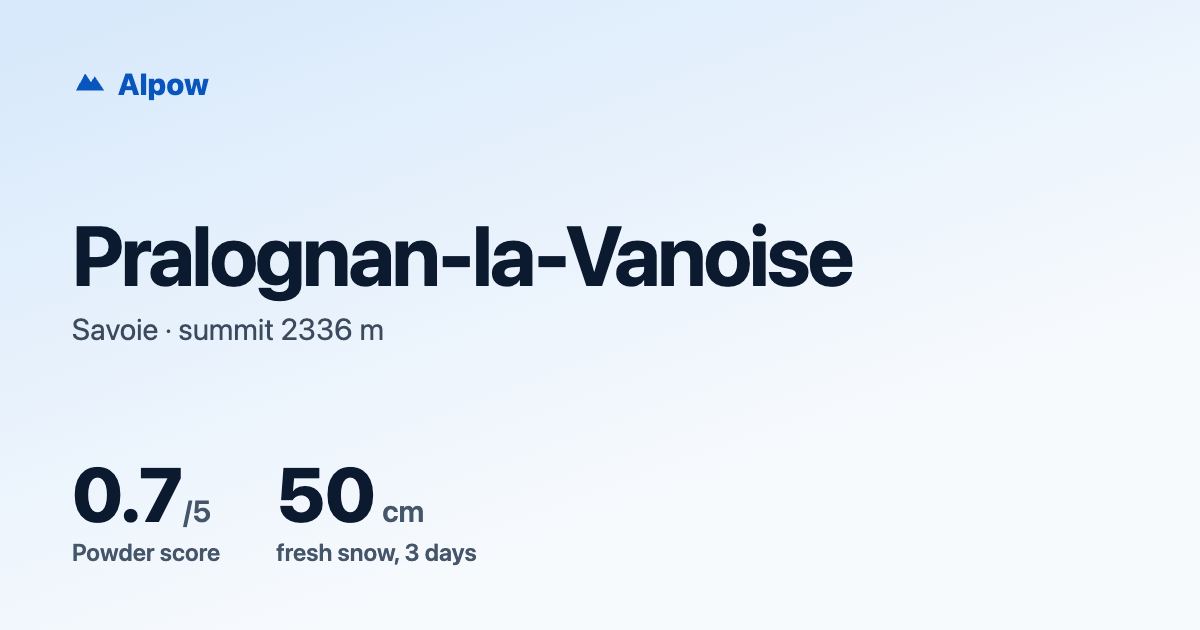 Alpow
Pralognan-la-Vanoise
Savoie · summit 2336 m
0.7/5 50 cm
Powder score fresh snow, 3 days